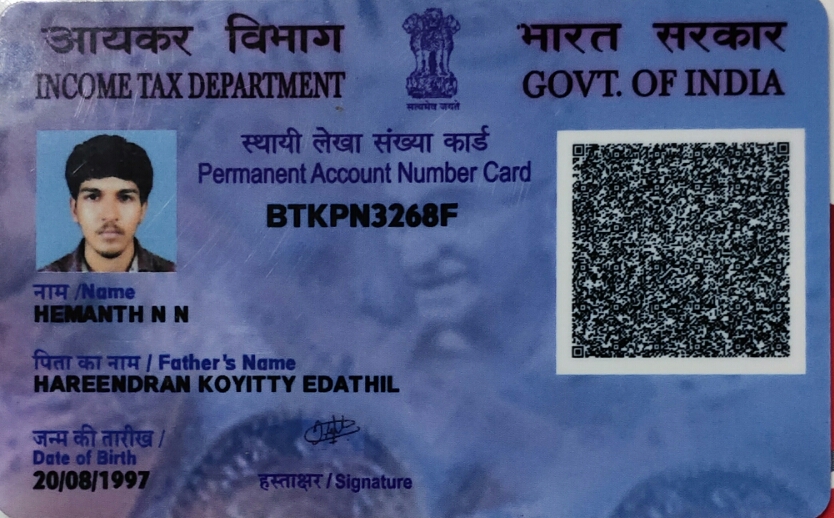 आयकर विभाग
INCOME TAX DEPARTMENT
सत्यमेव जयते
भारत सरकार
GOVT. OF INDIA
स्थायी लेखा संख्या कार्ड
Permanent Account Number Card
BTKPN3268F
नाम /Name
HEMANTH N N
पिता का नाम / Father's Name
HAREENDRAN KOYITTY EDATHIL
जन्म की तारीख /
Date of Birth
20/08/1997
हस्ताक्षर / Signature